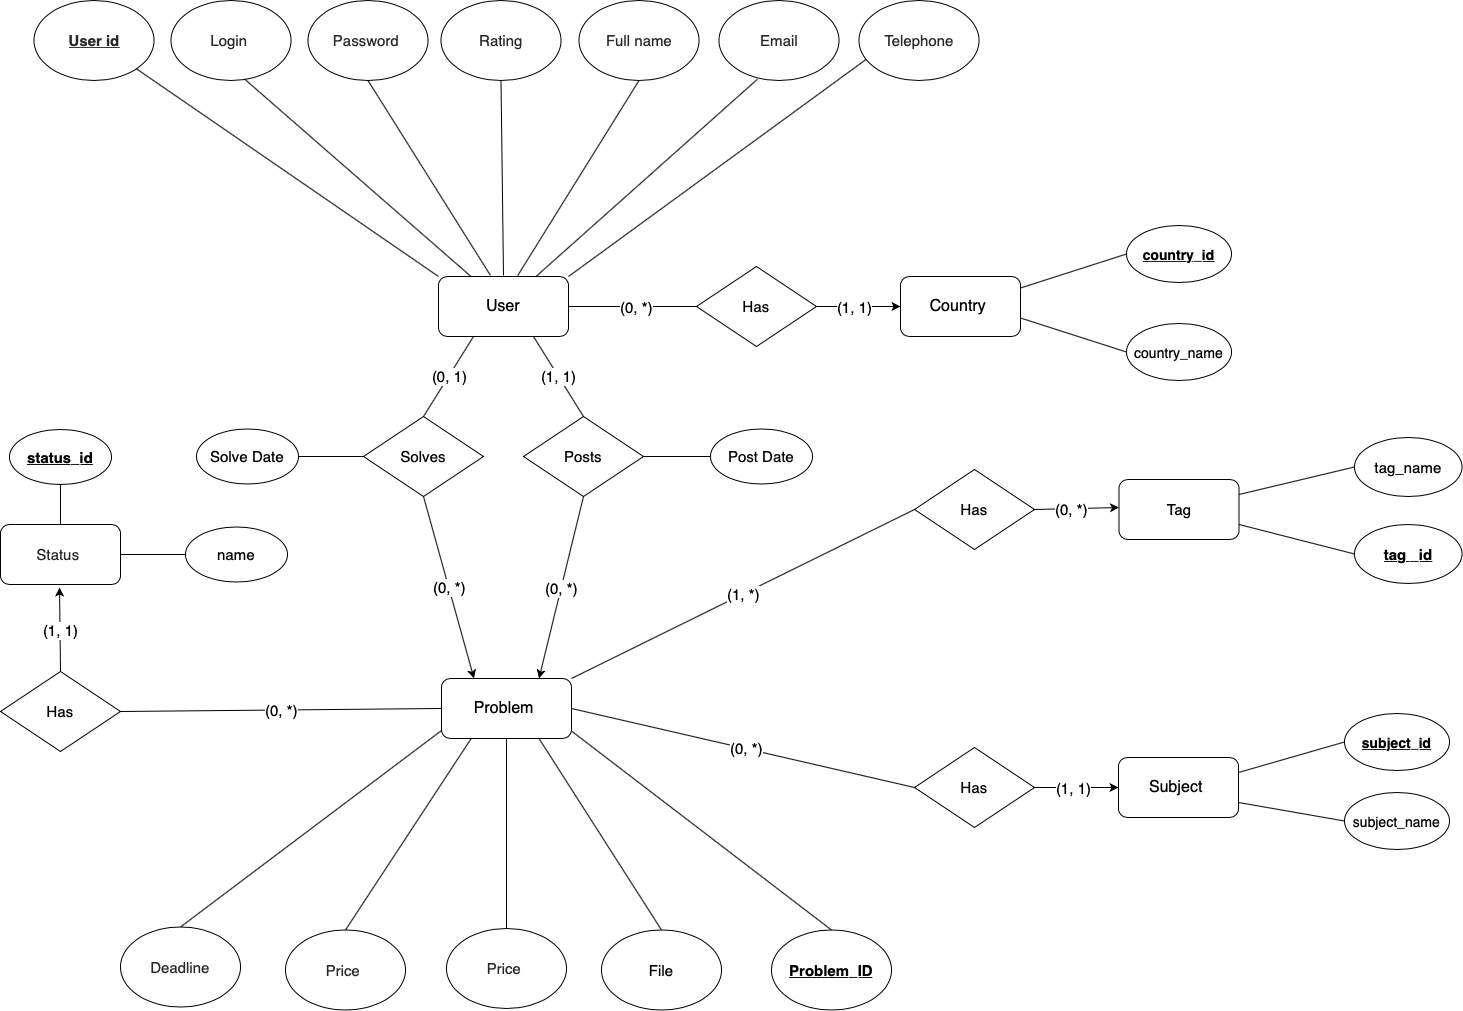 User id
Login
Password
Rating
Full name
Email
Telephone
country_id
User
(0, *)
Has
(1, 1)
Country
country_name
(0, 1)
(1, 1)
status_id
Solve Date
Solves
Posts
Post Date
tag_name
Has
(0, *)
Tag
Status
name
tag_id
(0, *)
(0, *)
(1, *)
(1, 1)
Has
(0, *)
Problem
(0, *)
subject_id
Has
(1, 1)
Subject
subject_name
Deadline
Price
Price
File
Problem_ID